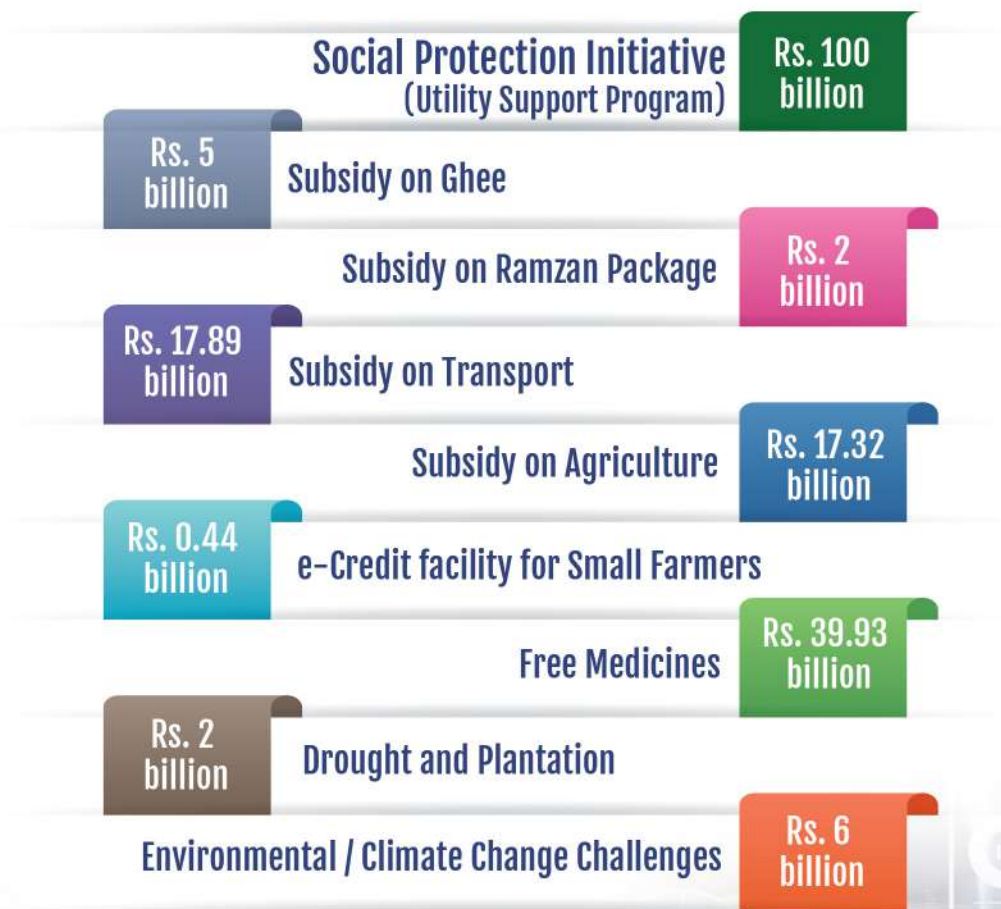 Social Protection Initiative
(Utility Support Program)
Rs. 100
billion
Rs. 5
billion
Subsidy on Ghee
Subsidy on Ramzan Package
Rs. 2
billion
Rs. 17.89
billion
Subsidy on Transport
Subsidy on Agriculture
Rs. 17.32
billion
Rs. 0.44
billion
e-Credit facility for Small Farmers
Free Medicines
Rs. 39.93
billion
Rs. 2
billion
Drought and Plantation
Environmental / Climate Change Challenges
Rs. 6
billion